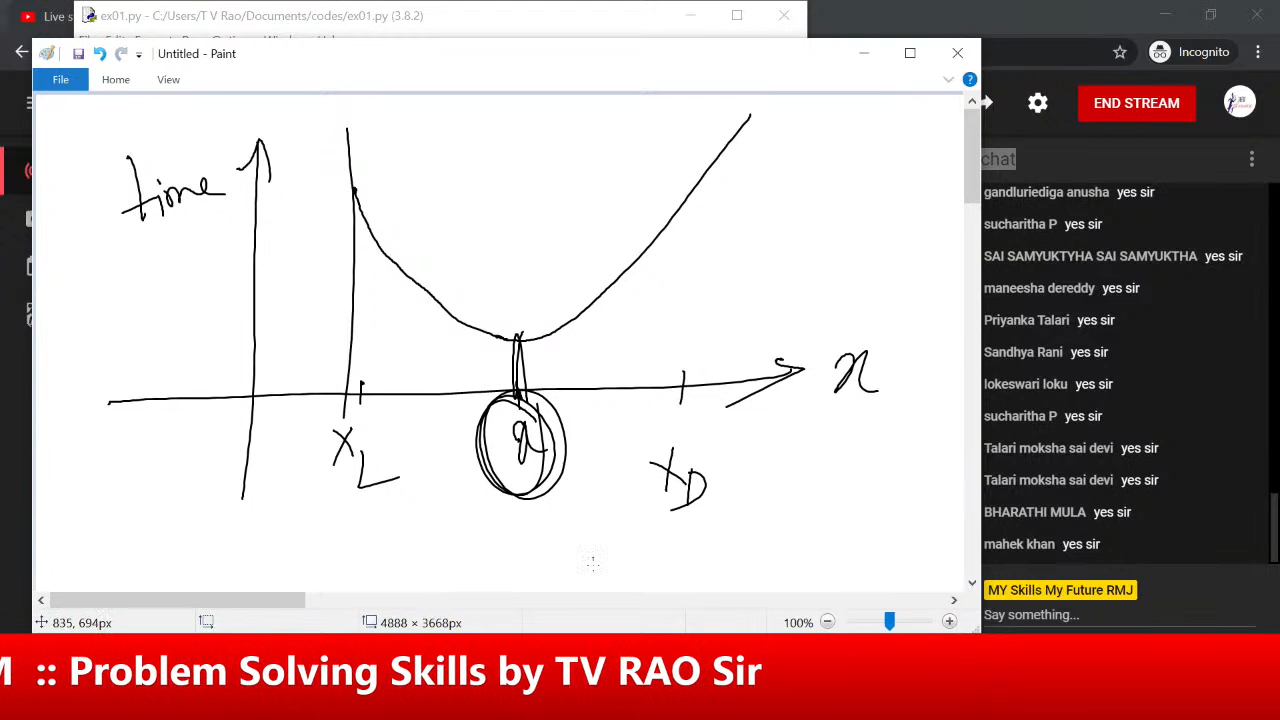 Live s
ex01.py - C:/Users/T V Rao/Documents/codes/ex01.py (3.8.2)
Incognito
Untitled - Paint
File Home View
END STREAM
chat
time
x
x L
x
x D
gandluriediga anusha yes sir
sucharitha P yes sir
SAI SAMYUKTYHA SAI SAMYUKTHA yes sir
maneesha dereddy yes sir
Priyanka Talari yes sir
Sandhya Rani yes sir
lokeswari loku yes sir
sucharitha P yes sir
Talari moksha sai devi yes sir
Talari moksha sai devi yes sir
BHARATHI MULA yes sir
mahek khan yes sir
MY Skills My Future RMJ
Say something...
835, 694px
4888 × 3668px
100%
M :: Problem Solving Skills by TV RAO Sir